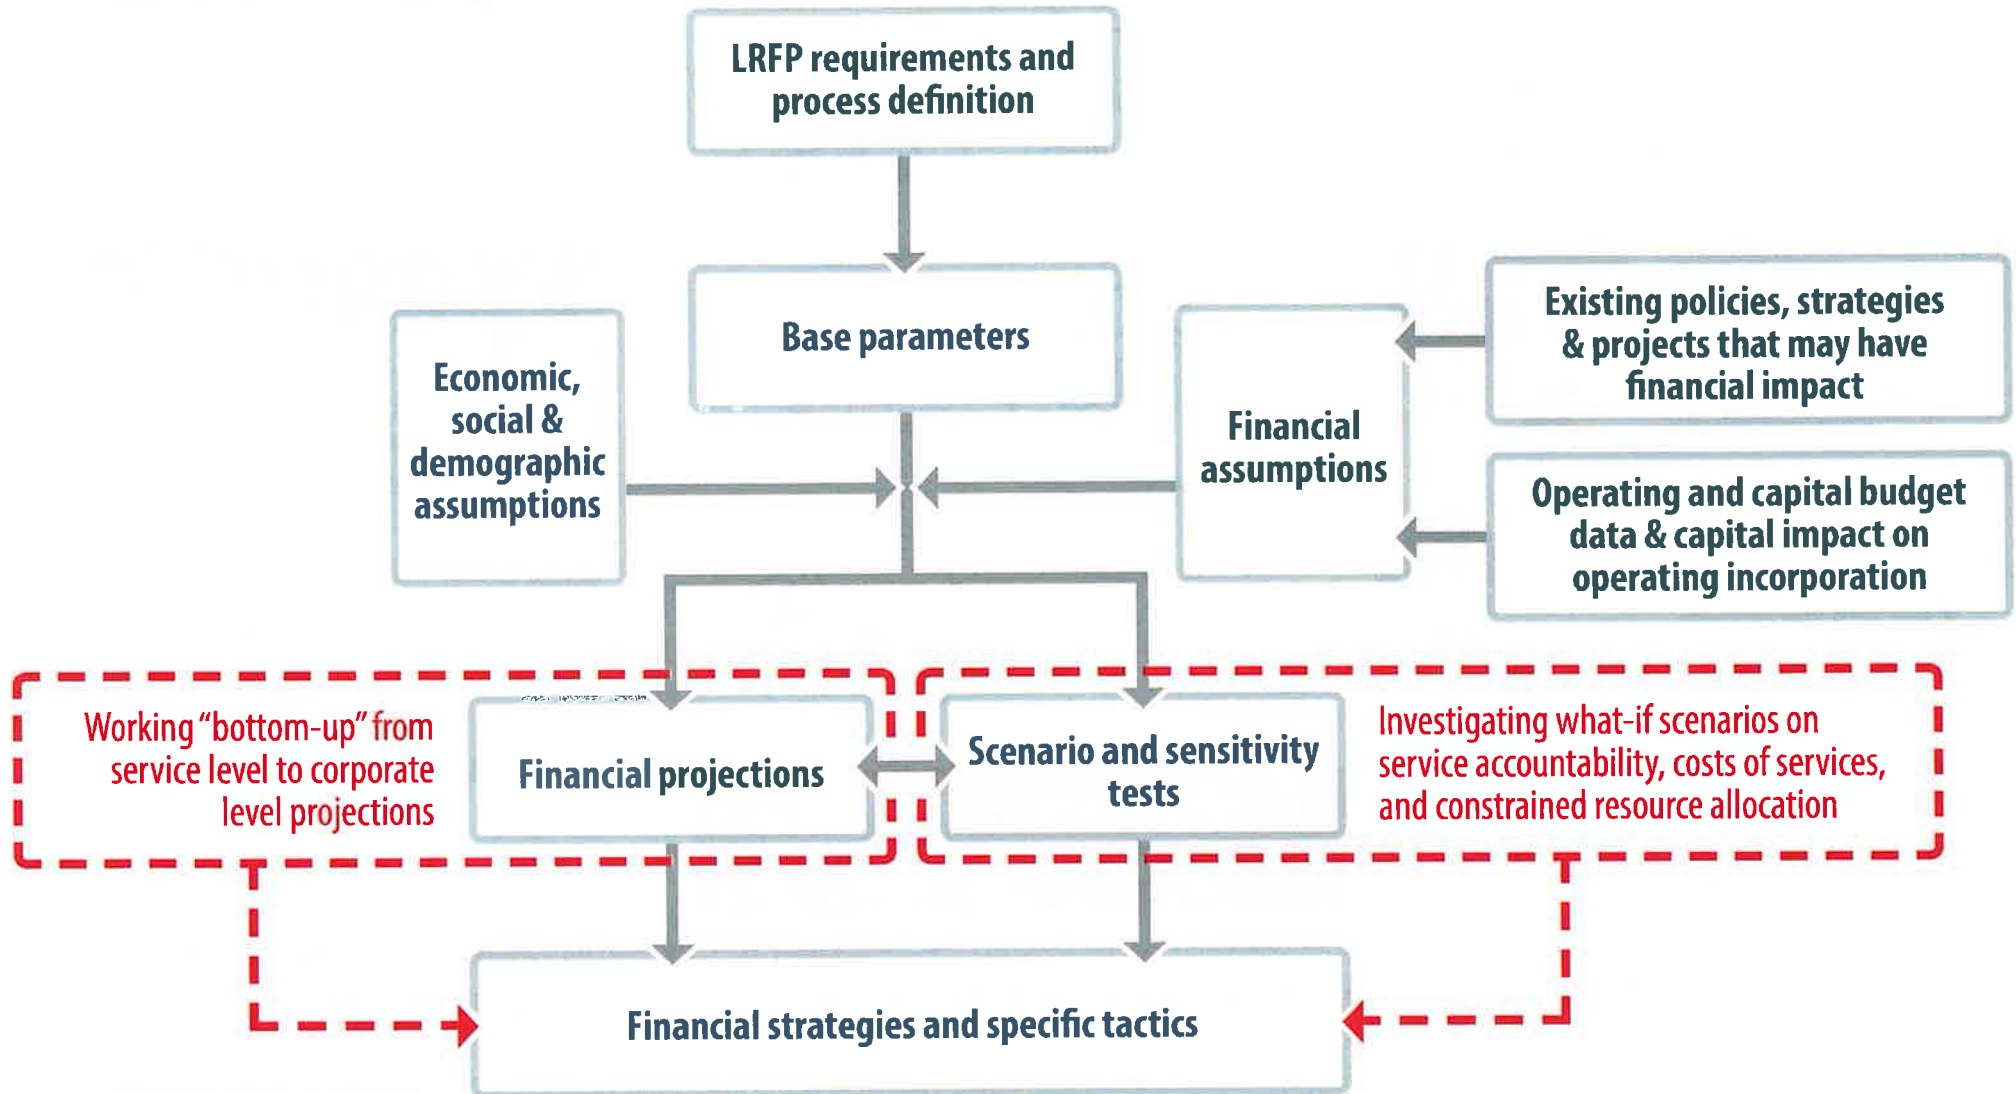 LRFP requirements and
process definition
Base parameters
Economic,
social &
demographic
assumptions
Financial
assumptions
Existing policies, strategies
& projects that may have
financial impact
Operating and capital budget
data & capital impact on
operating incorporation
Working "bottom-up" from
service level to corporate
level projections
Financial projections
Scenario and sensitivity
tests
Investigating what-if scenarios on
service accountability, costs of services,
and constrained resource allocation
Financial strategies and specific tactics